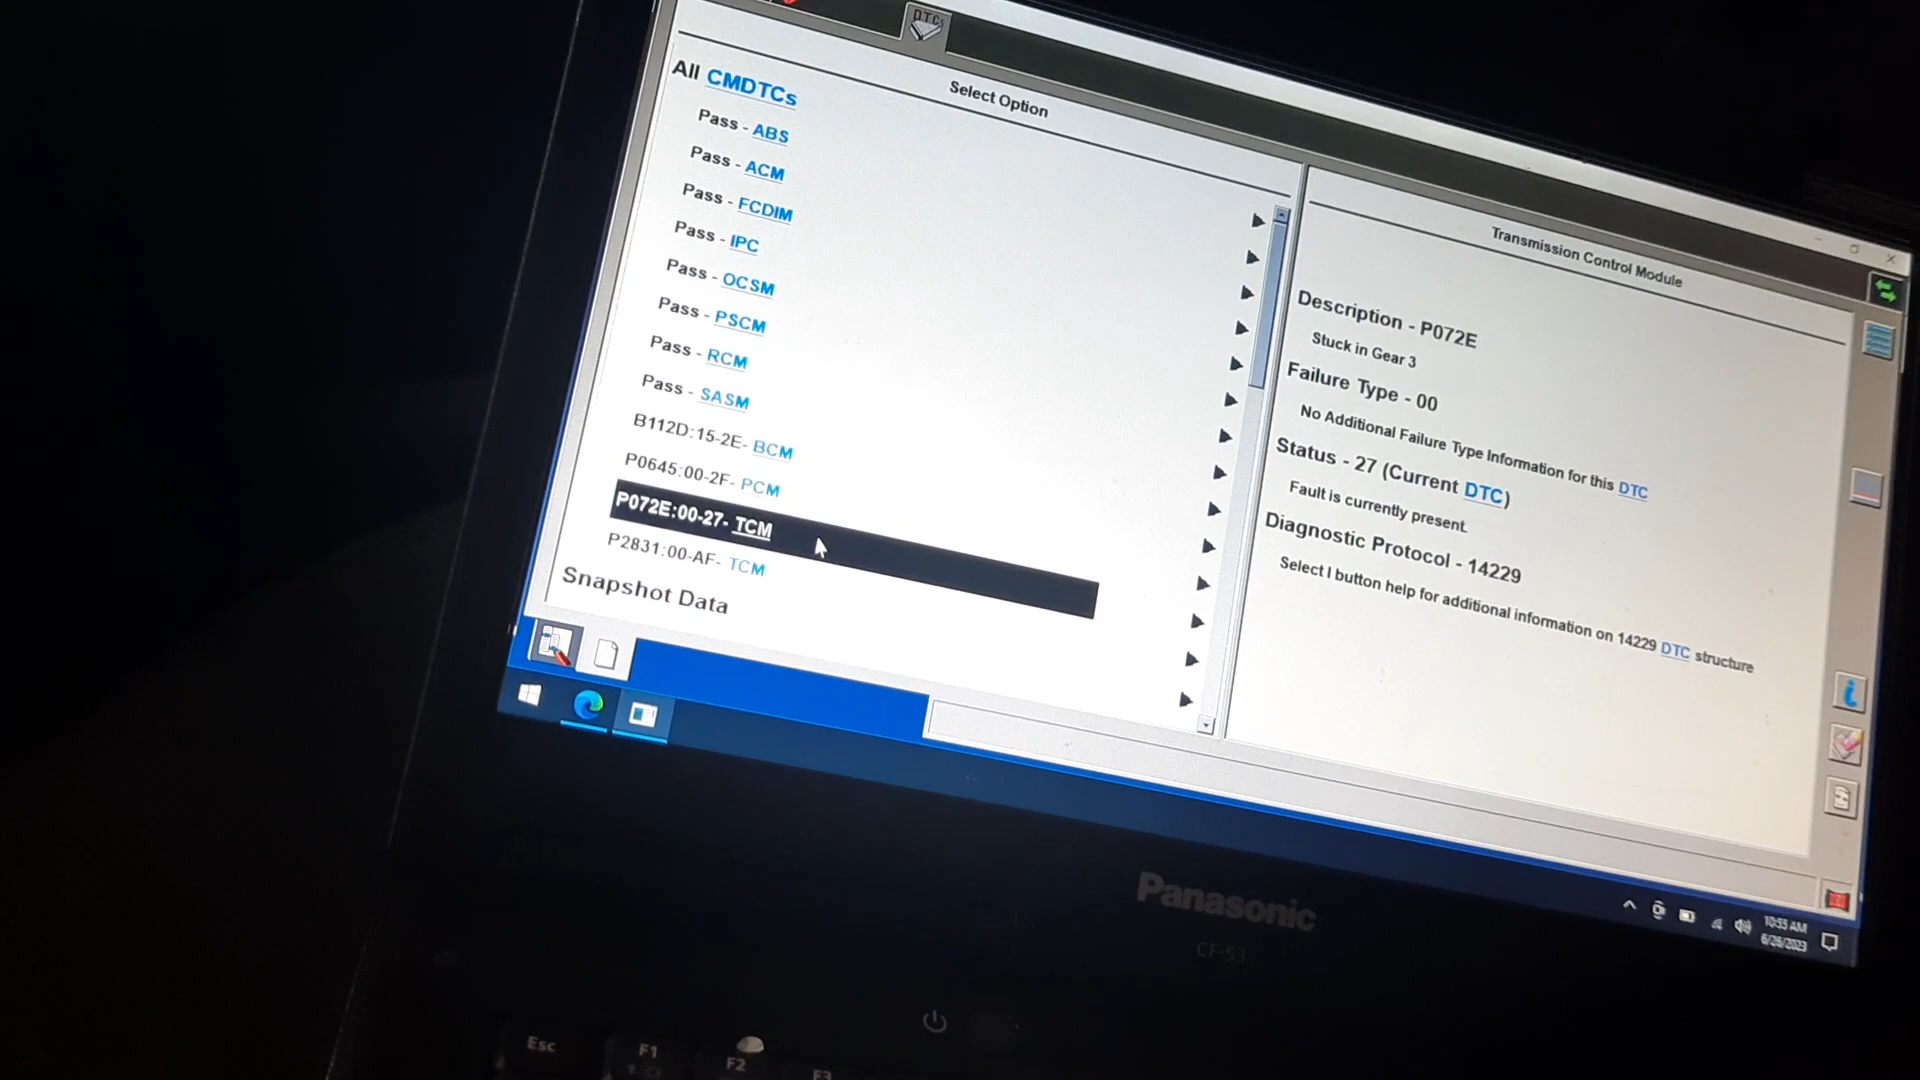 DTCs
Select Option
All CMDTCs
Pass - ABS
Pass - ACM
Pass - FCDIM
Pass - IPC
Pass - OCSM
Pass - PSCM
Pass - RCM
Pass - SASM
B112D:15-2E- BCM
P0645:00-2F- PCM
P072E:00-27- TCM
P2831:00-AF- TCM
Snapshot Data
Transmission Control Module
Description - P072E
Stuck in Gear 3
Failure Type - 00
No Additional Failure Type Information for this DTC
Status - 27 (Current DTC)
Fault is currently present.
Diagnostic Protocol - 14229
Select I button help for additional information on 14229 DTC structure
i
10:55 AM
6/26/2023
Panasonic
CF-53
Esc
F1
F2
F3